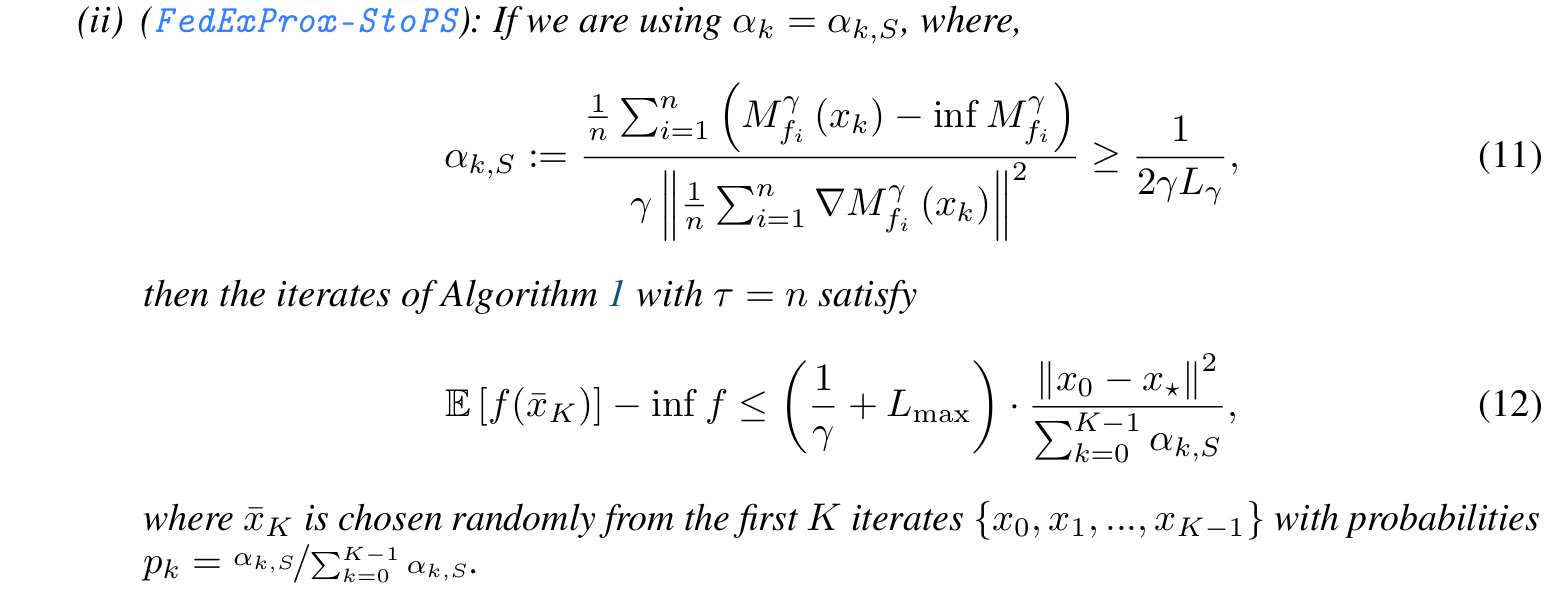 (ii) (FedExProx-StoPS): If we are using $\alpha_k = \alpha_{k,S}$, where,
$$\alpha_{k,S} := \frac{\frac{1}{n}\sum_{i=1}^{n}\left(M_{f_i}^{\gamma}(x_k) - \inf M_{f_i}^{\gamma}\right)}{\gamma\left\|\frac{1}{n}\sum_{i=1}^{n}\nabla M_{f_i}^{\gamma}(x_k)\right\|^2} \geq \frac{1}{2\gamma L_{\gamma}}, \quad (11)$$
then the iterates of Algorithm 1 with $\tau = n$ satisfy
$$\mathbb{E}[f(\bar{x}_K)] - \inf f \leq \left(\frac{1}{\gamma} + L_{\max}\right) \cdot \frac{\|x_0 - x_\star\|^2}{\sum_{k=0}^{K-1}\alpha_{k,S}}, \quad (12)$$
where $\bar{x}_K$ is chosen randomly from the first $K$ iterates $\{x_0, x_1, ..., x_{K-1}\}$ with probabilities
$p_k = \alpha_{k,S}/\sum_{k=0}^{K-1}\alpha_{k,S}$.